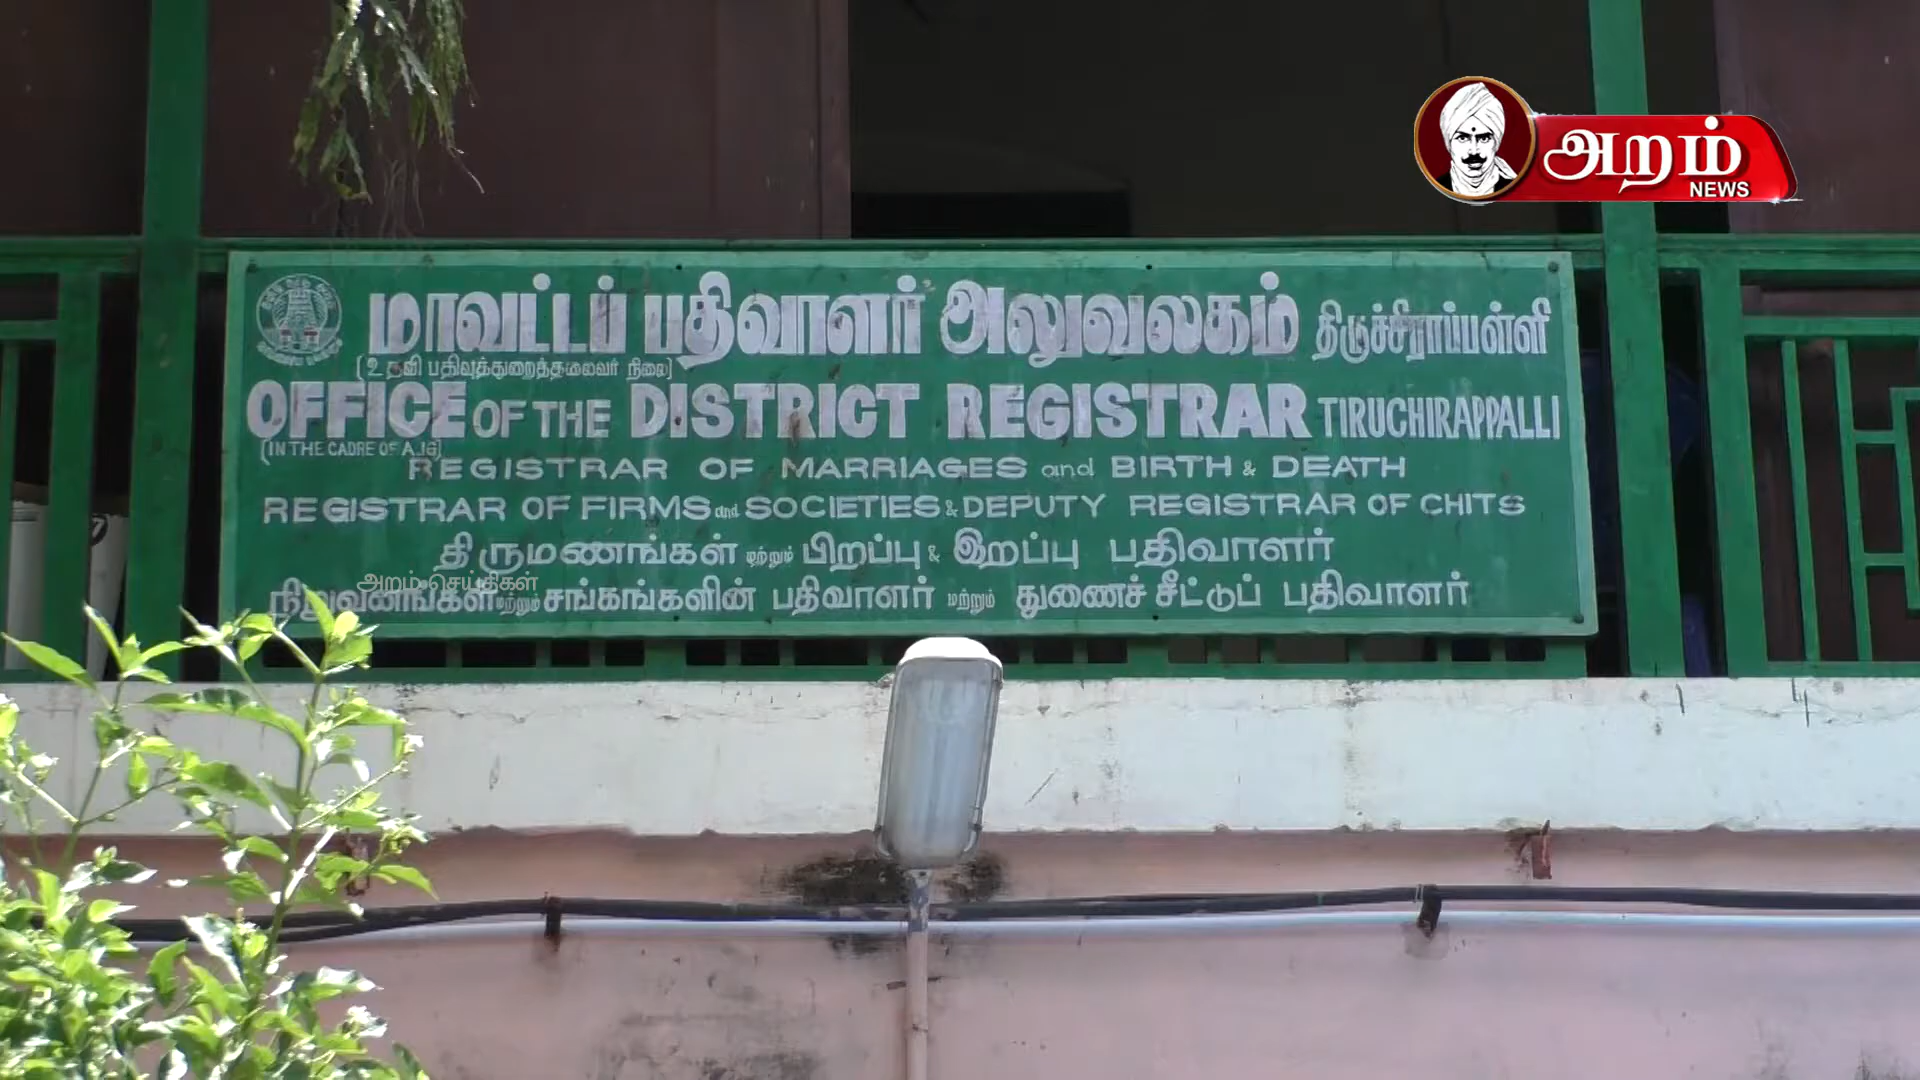 அறம்
NEWS
மாவட்டப் பதிவாளர் அலுவலகம் திருச்சிராப்பள்ளி
(உதவி பதிவுத்துறைத்தலைவர் நிலை)
OFFICE OF THE DISTRICT REGISTRAR TIRUCHIRAPPALLI
(IN THE CADRE OF A.IG)
REGISTRAR OF MARRIAGES and BIRTH & DEATH
REGISTRAR OF FIRMS and SOCIETIES & DEPUTY REGISTRAR OF CHITS
திருமணங்கள் மற்றும் பிறப்பு & இறப்பு பதிவாளர்
அறம் செய்திகள்
நிறுவனங்கள் மற்றும் சங்கங்களின் பதிவாளர் மற்றும் துணைச் சீட்டுப் பதிவாளர்